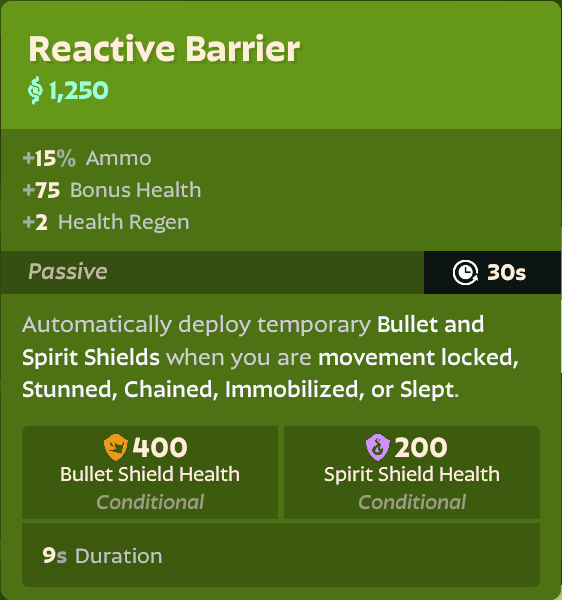 Reactive Barrier
1,250
+15% Ammo
+75 Bonus Health
+2 Health Regen
Passive
30s
Automatically deploy temporary Bullet and
Spirit Shields when you are movement locked,
Stunned, Chained, Immobilized, or Slept.
400
Bullet Shield Health
Conditional
200
Spirit Shield Health
Conditional
9s Duration